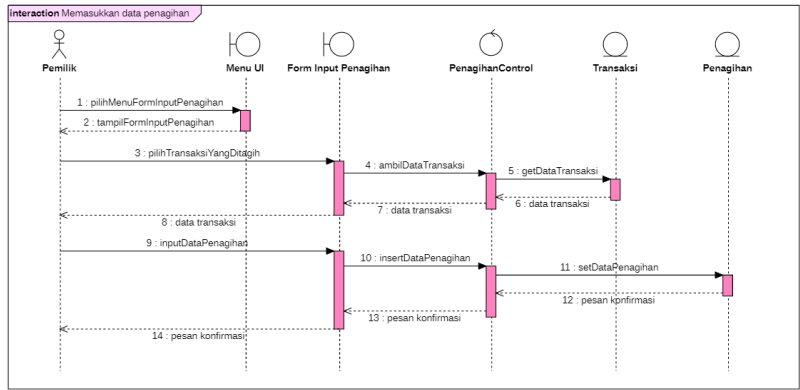 interaction Memasukkan data penagihan
Pemilik
Menu UI
Form Input Penagihan
PenagihanControl
Transaksi
Penagihan
1 : pilihMenuFormInputPenagihan
2 : tampilFormInputPenagihan
3 : pilihTransaksiYangDitagih
4 : ambilDataTransaksi
5 : getDataTransaksi
6 : data transaksi
7 : data transaksi
8 : data transaksi
9 : inputDataPenagihan
10 : insertDataPenagihan
11 : setDataPenagihan
12 : pesan konfirmasi
13 : pesan konfirmasi
14 : pesan konfirmasi